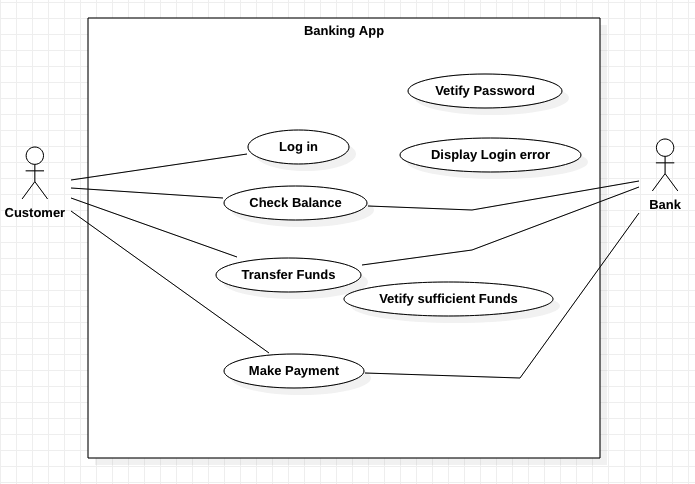 Banking App
Vetify Password
Log in
Display Login error
Customer
Check Balance
Bank
Transfer Funds
Vetify sufficient Funds
Make Payment